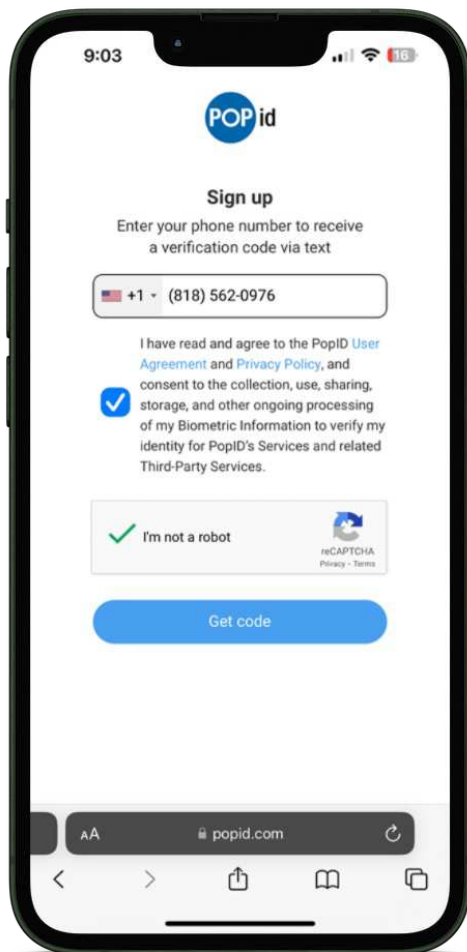 9:03
16
POP id
Sign up
Enter your phone number to receive
a verification code via text
+1 (818) 562-0976
I have read and agree to the PopID User
Agreement and Privacy Policy, and
consent to the collection, use, sharing,
storage, and other ongoing processing
of my Biometric Information to verify my
identity for PopID's Services and related
Third-Party Services.
I'm not a robot
reCAPTCHA
Privacy - Terms
Get code
AA popid.com